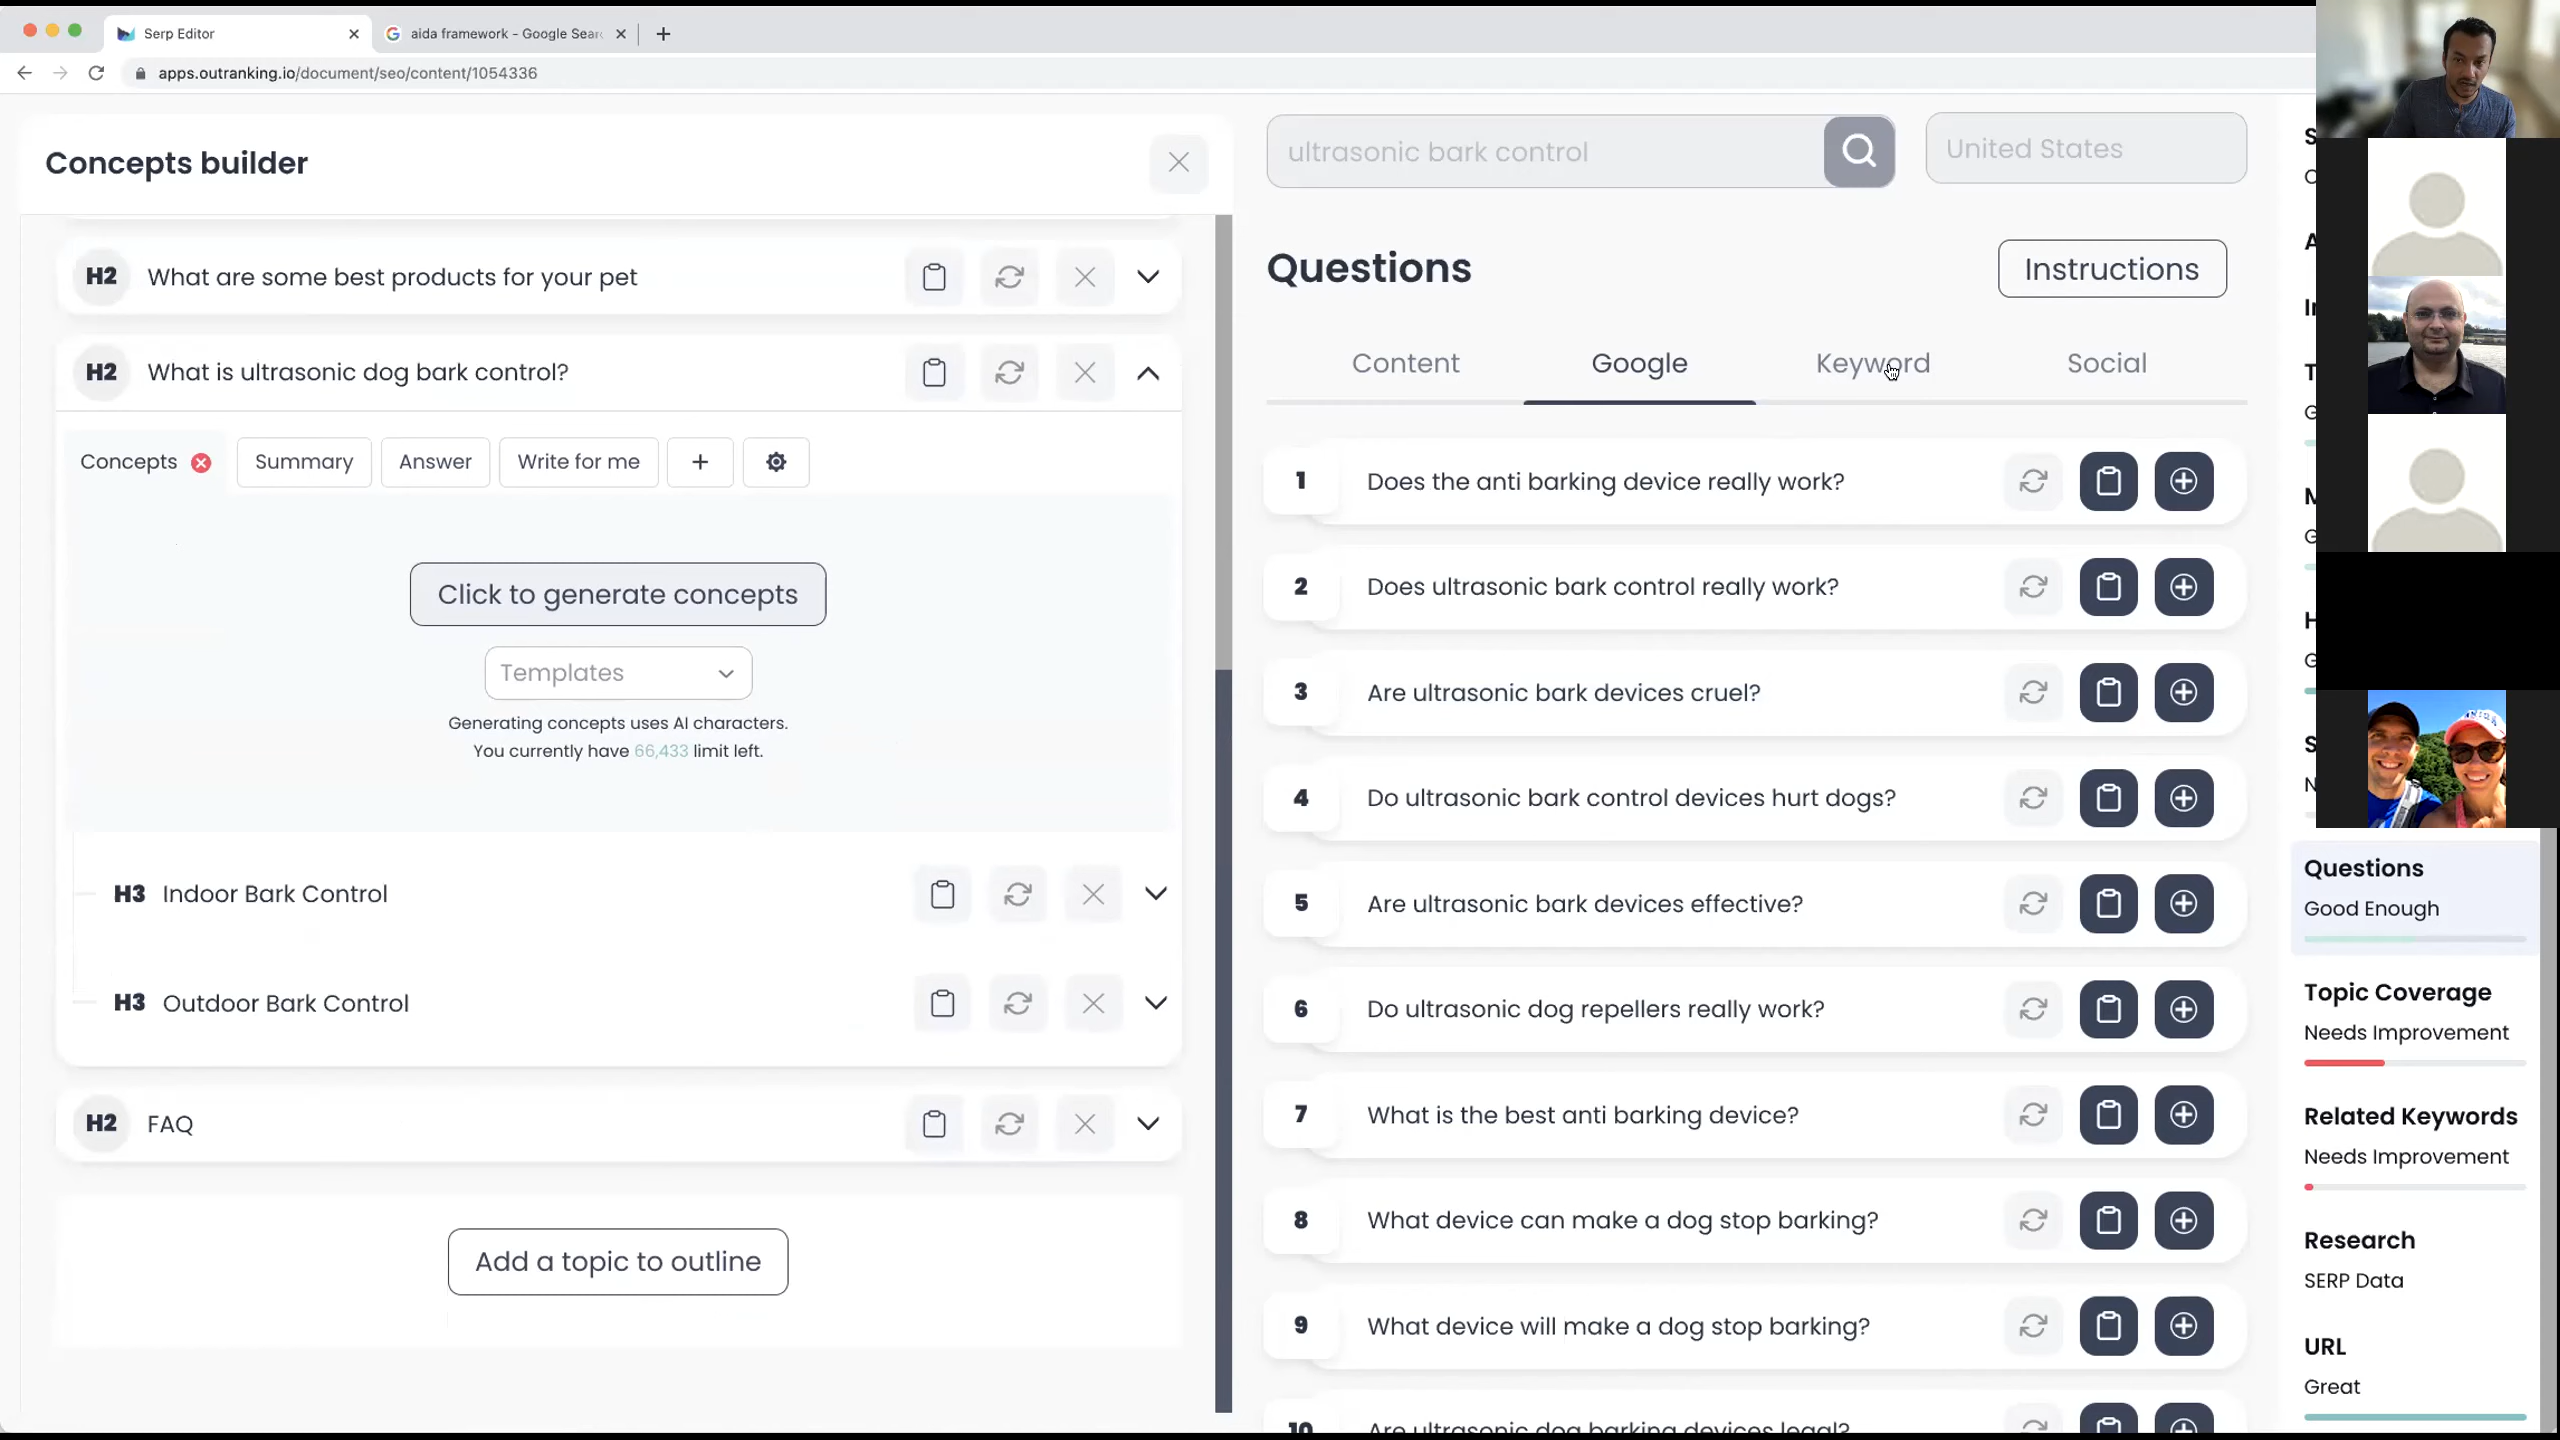 Serp Editor
aida framework - Google Sear
apps.outranking.io/document/seo/content/1054336
Concepts builder
H2 What are some best products for your pet
H2 What is ultrasonic dog bark control?
Concepts Summary Answer Write for me +
Click to generate concepts
Templates
Generating concepts uses AI characters.
You currently have 66,433 limit left.
H3 Indoor Bark Control
H3 Outdoor Bark Control
H2 FAQ
Add a topic to outline
ultrasonic bark control
United States
Questions
Instructions
Content Google Keyword Social
1 Does the anti barking device really work?
2 Does ultrasonic bark control really work?
3 Are ultrasonic bark devices cruel?
4 Do ultrasonic bark control devices hurt dogs?
5 Are ultrasonic bark devices effective?
6 Do ultrasonic dog repellers really work?
7 What is the best anti barking device?
8 What device can make a dog stop barking?
9 What device will make a dog stop barking?
10 Are ultrasonic dog barking devices legal?
Questions
Good Enough
Topic Coverage
Needs Improvement
Related Keywords
Needs Improvement
Research
SERP Data
URL
Great